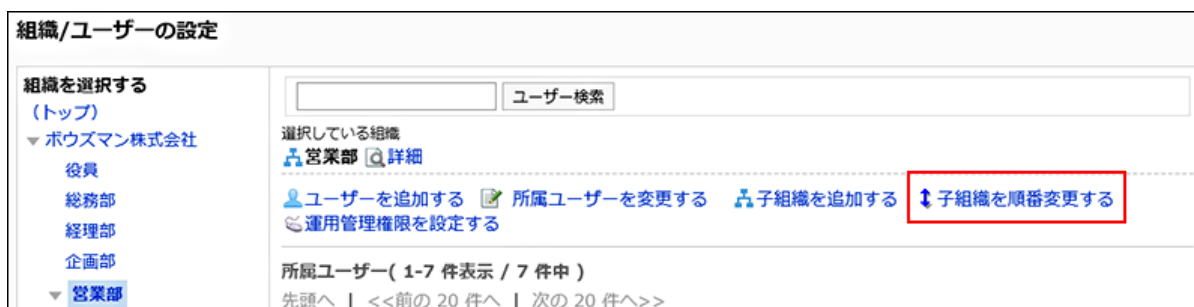 組織/ユーザーの設定
組織を選択する
(トップ)
ボウズマン株式会社
役員
総務部
経理部
企画部
営業部
ユーザー検索
選択している組織
営業部 詳細
ユーザーを追加する 所属ユーザーを変更する 子組織を追加する 子組織を順番変更する
運用管理権限を設定する
所属ユーザー( 1-7 件表示 / 7 件中 )
先頭へ | <<前の 20 件へ | 次の 20 件へ>>